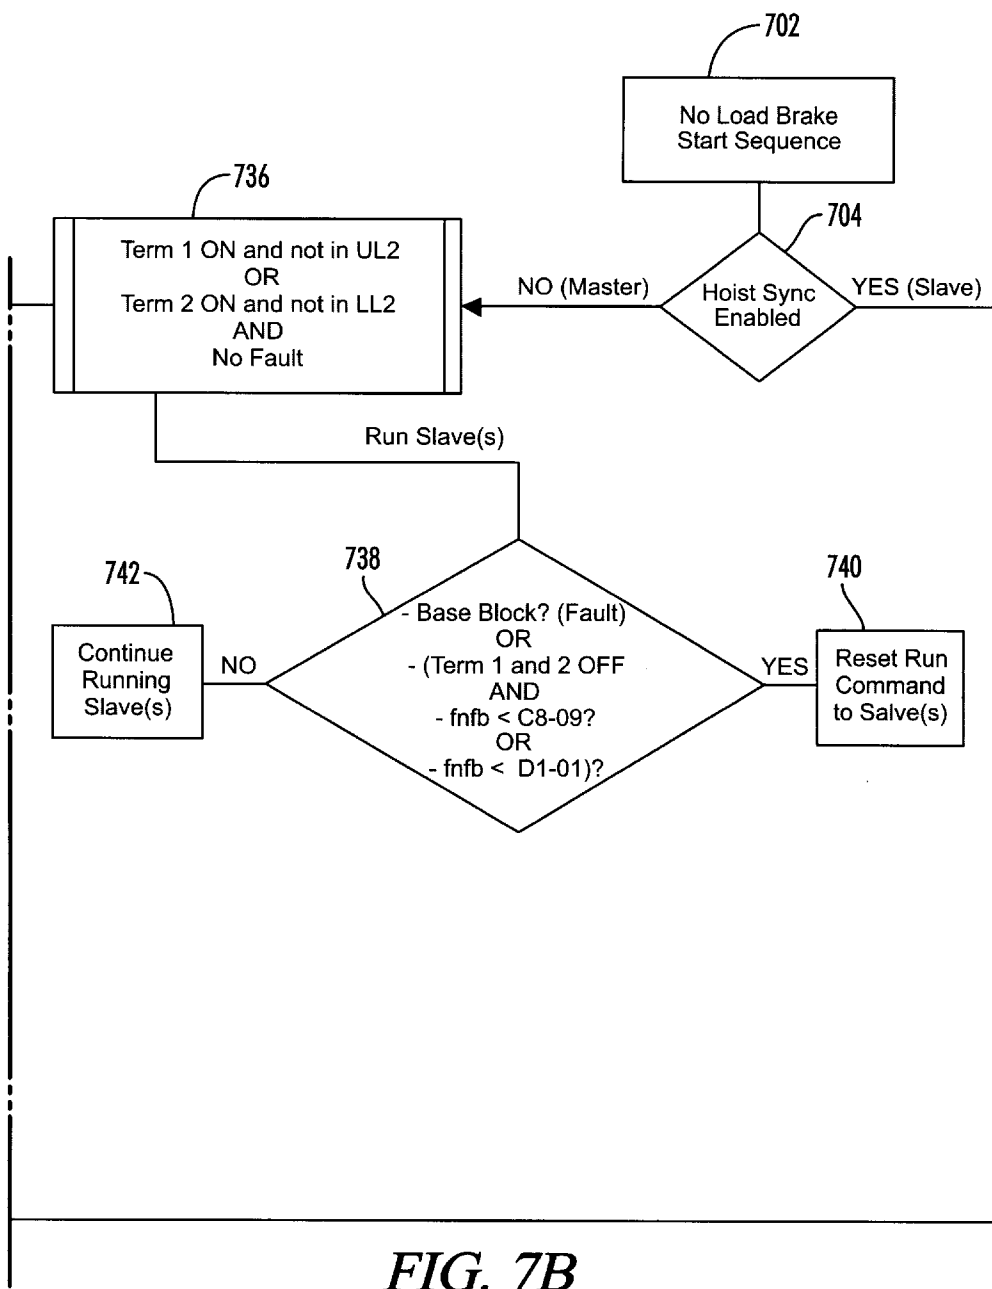 702
No Load Brake
Start Sequence
736
704
Term 1 ON and not in UL2
OR
Term 2 ON and not in LL2
AND
No Fault
NO (Master)
Hoist Sync
Enabled
YES (Slave)
Run Slave(s)
742
738
740
Continue
Running
Slave(s)
NO
- Base Block? (Fault)
OR
- (Term 1 and 2 OFF
AND
- fnfb < C8-09?
OR
- fnfb < D1-01)?
YES
Reset Run
Command
to Salve(s)
FIG. 7B